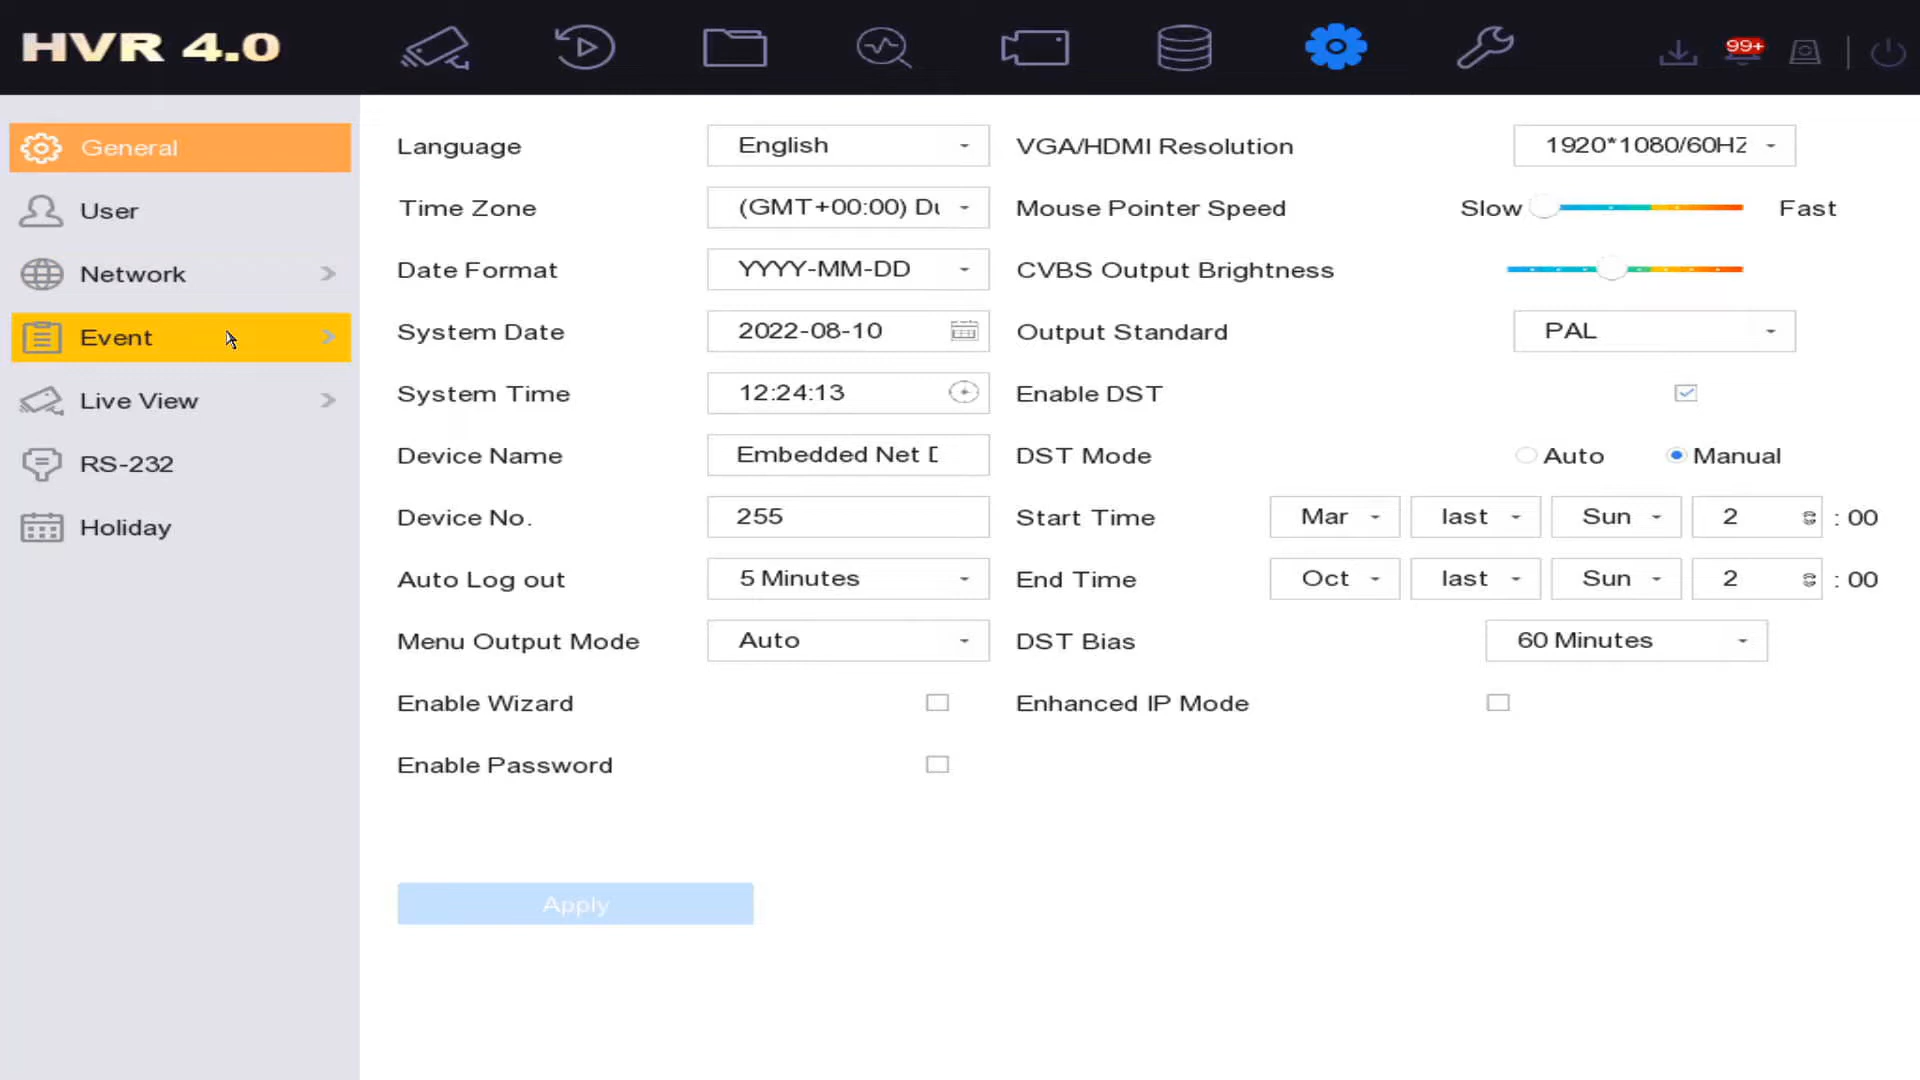 HVR 4.0
99+
General
User
Network
Event
Live View
RS-232
Holiday
Language English VGA/HDMI Resolution 1920*1080/60HZ
Time Zone (GMT+00:00) Du Mouse Pointer Speed Slow Fast
Date Format YYYY-MM-DD CVBS Output Brightness
System Date 2022-08-10 Output Standard PAL
System Time 12:24:13 Enable DST
Device Name Embedded Net D DST Mode Auto Manual
Device No. 255 Start Time Mar last Sun 2 : 00
Auto Log out 5 Minutes End Time Oct last Sun 2 : 00
Menu Output Mode Auto DST Bias 60 Minutes
Enable Wizard Enhanced IP Mode
Enable Password
Apply